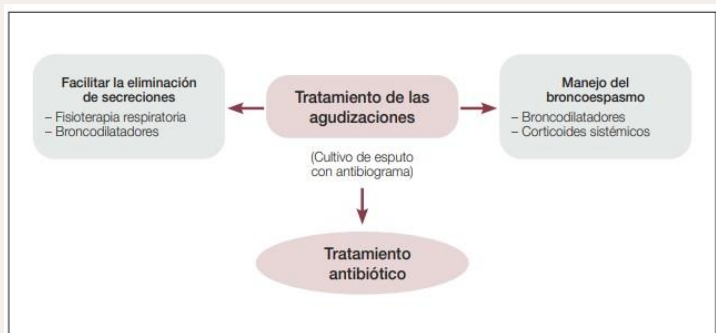 Facilitar la eliminación
de secreciones
– Fisioterapia respiratoria
– Broncodilatadores
Tratamiento de las
agudizaciones
(Cultivo de esputo
con antibiograma)
Manejo del
broncoespasmo
– Broncodilatadores
– Corticoides sistémicos
Tratamiento
antibiótico